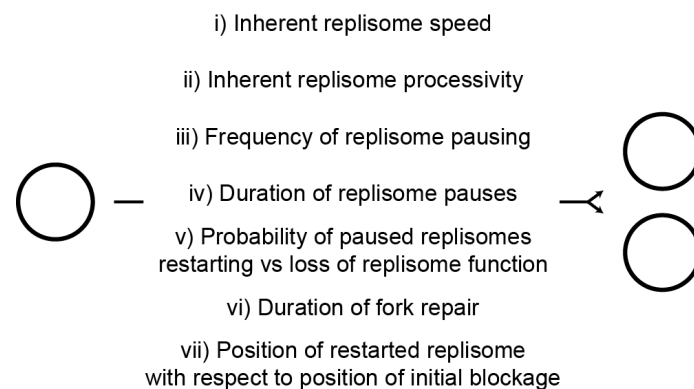 i) Inherent replisome speed
ii) Inherent replisome processivity
iii) Frequency of replisome pausing
iv) Duration of replisome pauses
v) Probability of paused replisomes
restarting vs loss of replisome function
vi) Duration of fork repair
vii) Position of restarted replisome
with respect to position of initial blockage